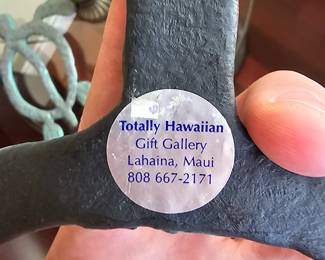 Totally Hawaiian
Gift Gallery
Lahaina, Maui
808 667-2171